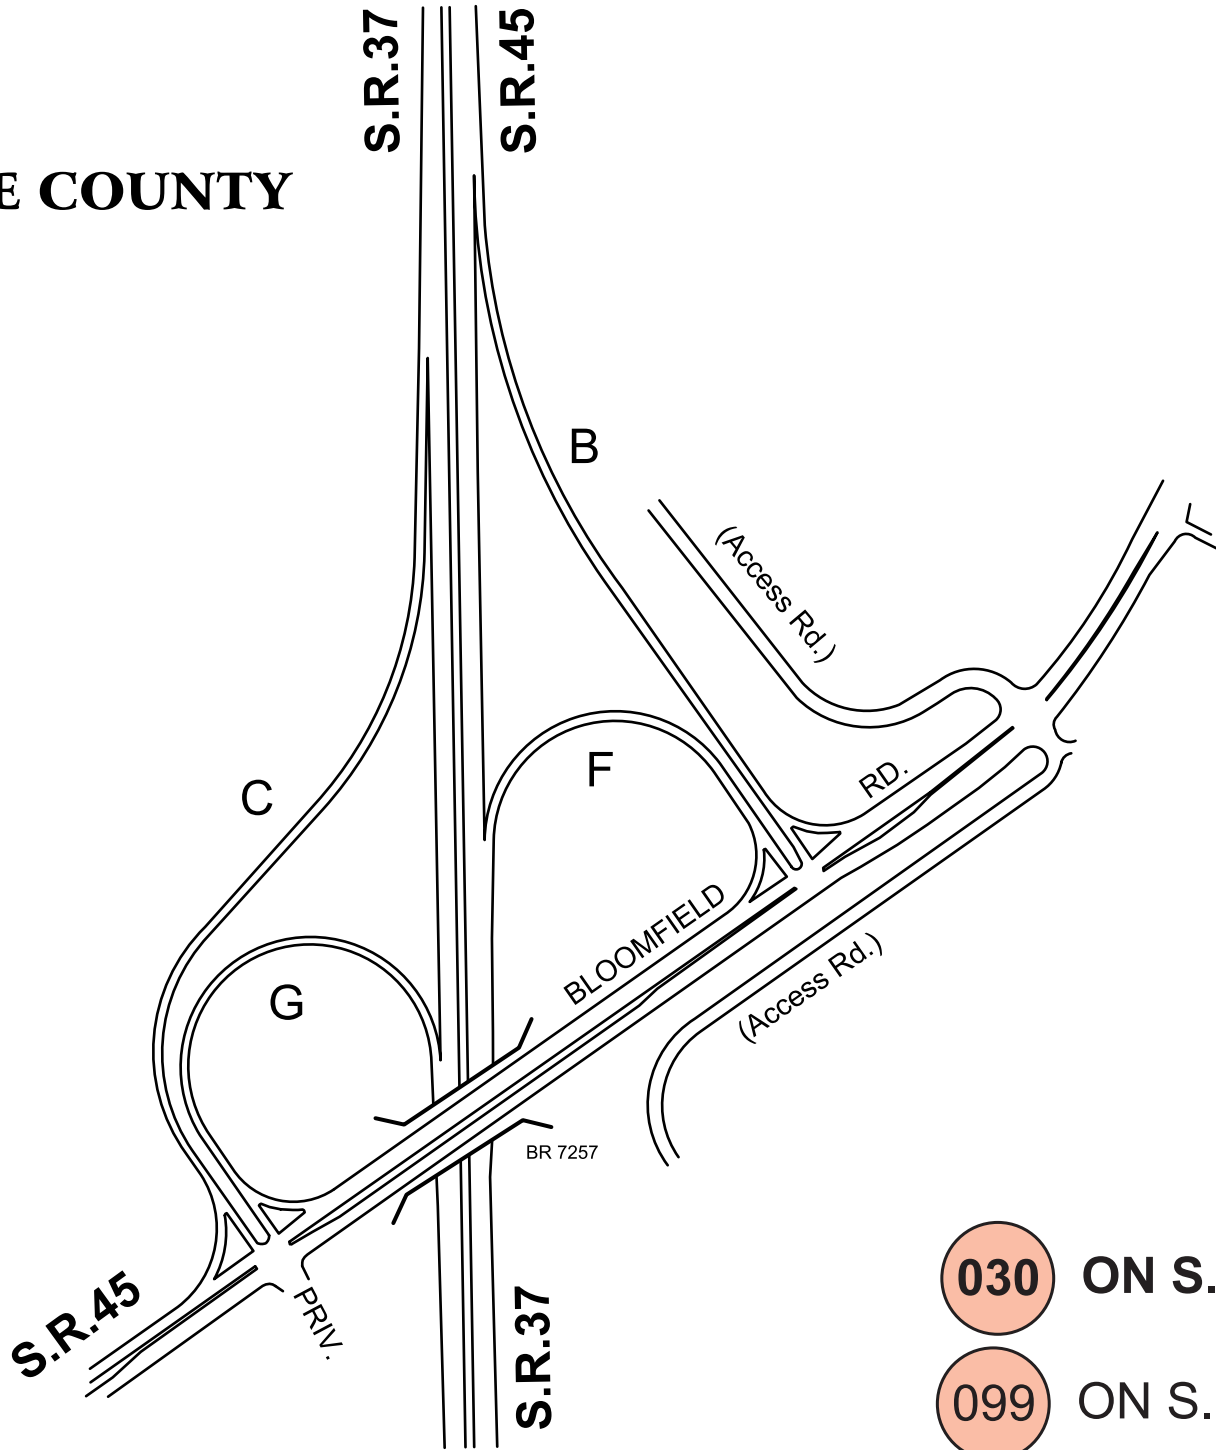 S.R.37
S.R.45
E COUNTY
B
(Access Rd.)
F
RD.
C
BLOOMFIELD
(Access Rd.)
G
BR 7257
S.R.45
PRIV.
S.R.37
030 ON S.
099 ON S.